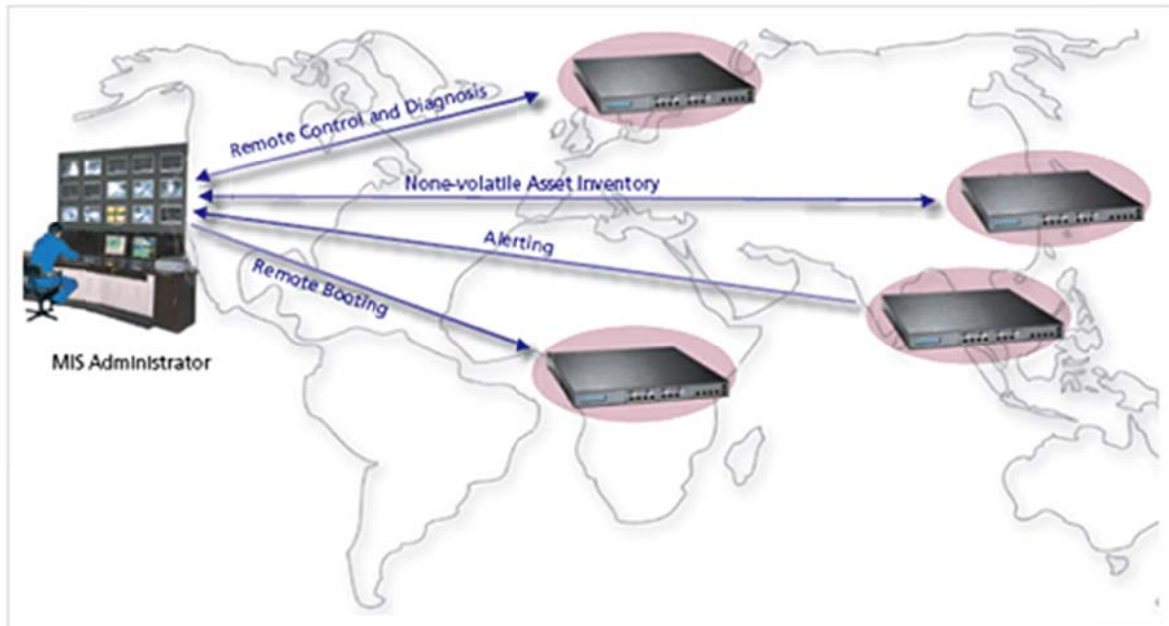 Remote Control and Diagnosis
None-volatile Asset Inventory
Alerting
Remote Booting
MIS Administrator